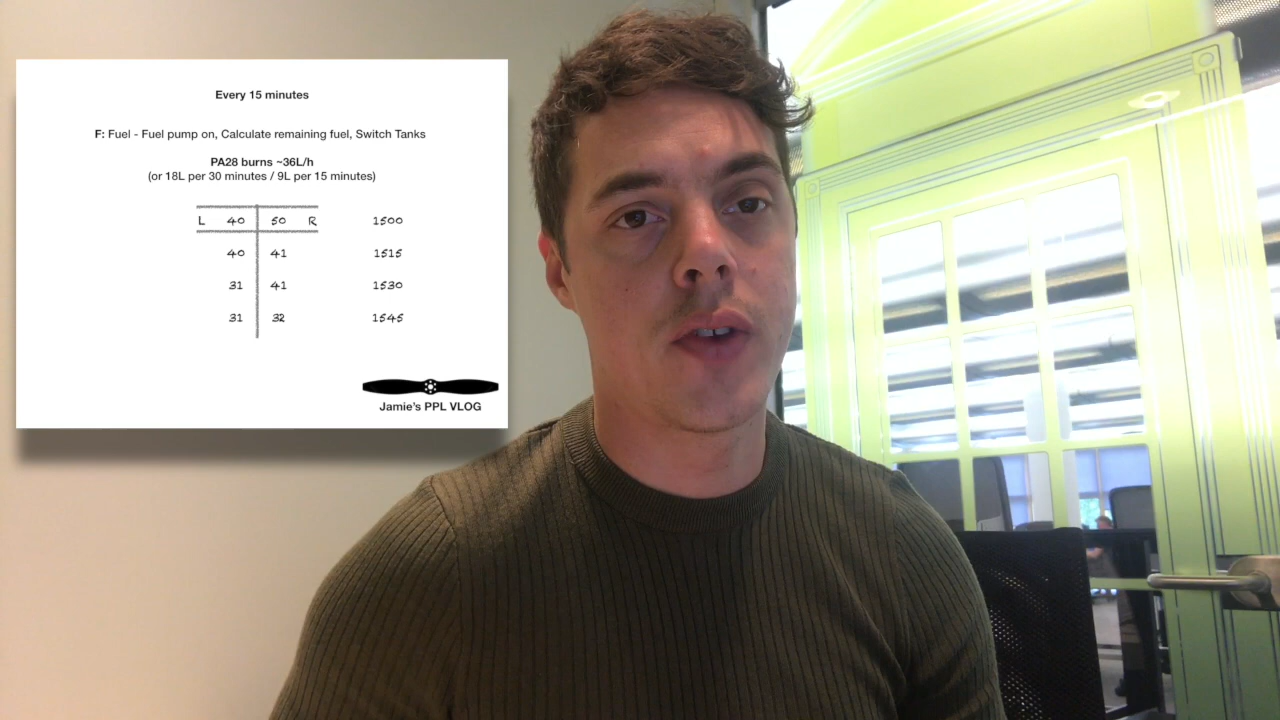 Every 15 minutes
F: Fuel - Fuel pump on, Calculate remaining fuel, Switch Tanks
PA28 burns ~36L/h
(or 18L per 30 minutes / 9L per 15 minutes)
L 40 50 R 1500
40 41 1515
31 41 1530
31 32 1545
Jamie's PPL VLOG